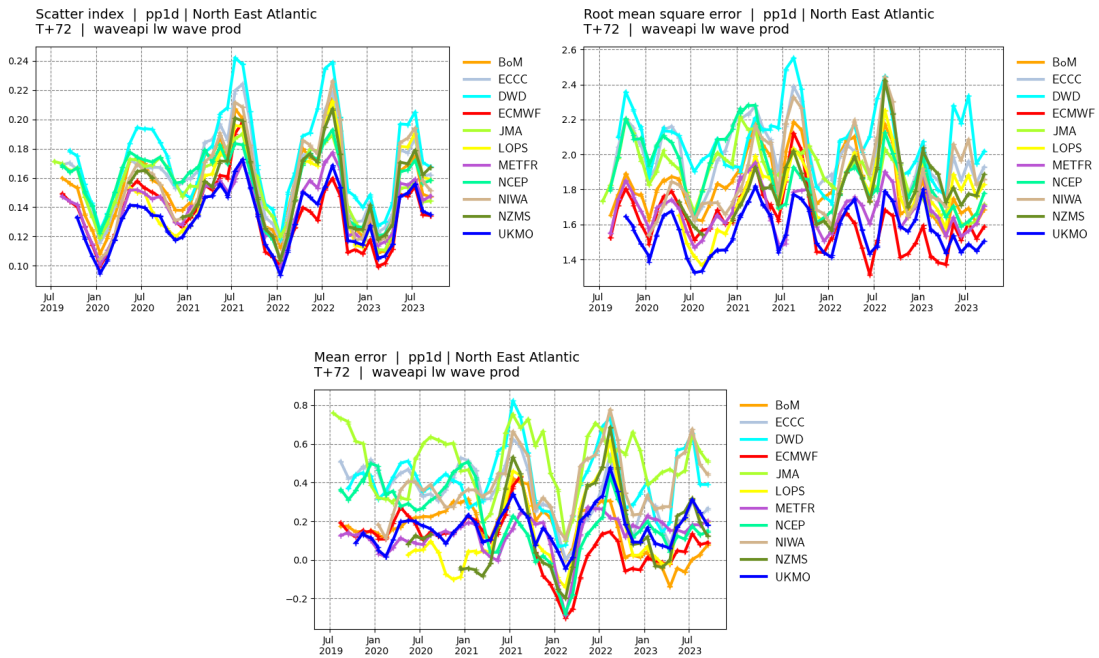 Scatter index | pp1d | North East Atlantic
T+72 | waveapi lw wave prod
0.24
0.22
0.20
0.18
0.16
0.14
0.12
0.10
Jul 2019
Jan 2020
Jul 2020
Jan 2021
Jul 2021
Jan 2022
Jul 2022
Jan 2023
Jul 2023
BoM
ECCC
DWD
ECMWF
JMA
LOPS
METFR
NCEP
NIWA
NZMS
UKMO
Root mean square error | pp1d | North East Atlantic
T+72 | waveapi lw wave prod
2.6
2.4
2.2
2.0
1.8
1.6
1.4
Jul 2019
Jan 2020
Jul 2020
Jan 2021
Jul 2021
Jan 2022
Jul 2022
Jan 2023
Jul 2023
BoM
ECCC
DWD
ECMWF
JMA
LOPS
METFR
NCEP
NIWA
NZMS
UKMO
Mean error | pp1d | North East Atlantic
T+72 | waveapi lw wave prod
0.8
0.6
0.4
0.2
0.0
−0.2
Jul 2019
Jan 2020
Jul 2020
Jan 2021
Jul 2021
Jan 2022
Jul 2022
Jan 2023
Jul 2023
BoM
ECCC
DWD
ECMWF
JMA
LOPS
METFR
NCEP
NIWA
NZMS
UKMO